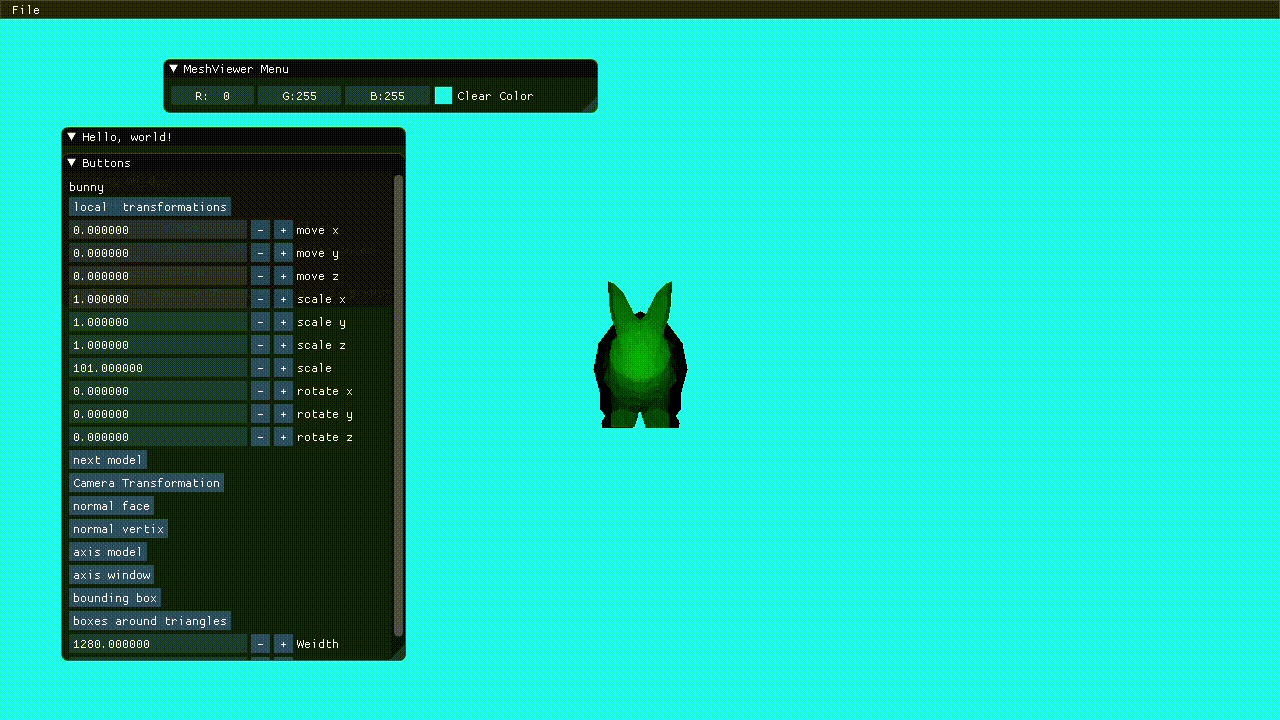 File
MeshViewer Menu
R: 0 G:255 B:255 Clear Color
Hello, world!
Buttons
bunny
local transformations
0.000000 - + move x
0.000000 - + move y
0.000000 - + move z
1.000000 - + scale x
1.000000 - + scale y
1.000000 - + scale z
101.000000 - + scale
0.000000 - + rotate x
0.000000 - + rotate y
0.000000 - + rotate z
next model
Camera Transformation
normal face
normal vertix
axis model
axis window
bounding box
boxes around triangles
1280.000000 - + Weidth